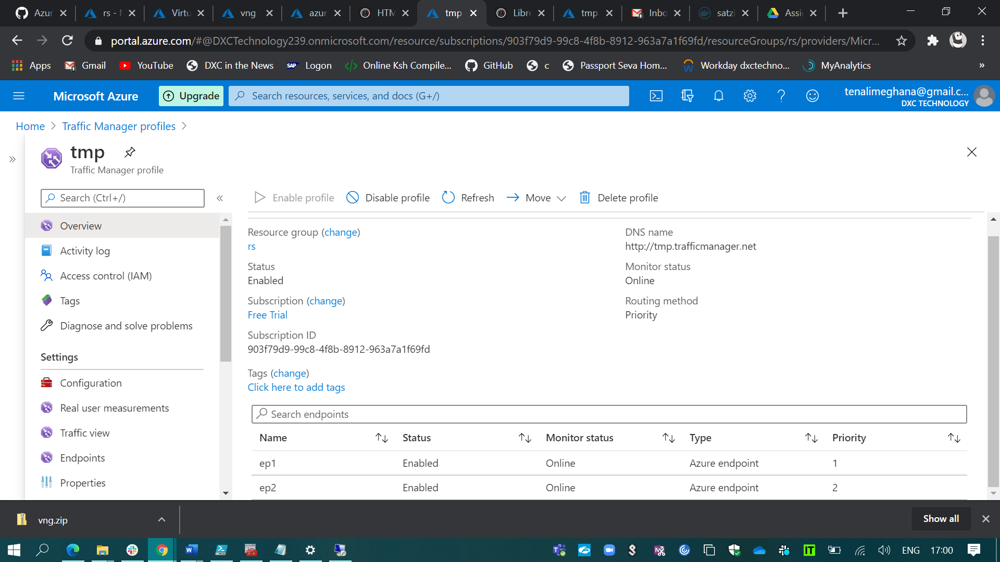 Azur
rs - 
Virtu
vng
azur
HTM
tmp
Libr
tmp
Inbo
satzi
Assi
portal.azure.com/#@DXCTechnology239.onmicrosoft.com/resource/subscriptions/903f79d9-99c8-4f8b-8912-963a7a1f69fd/resourceGroups/rs/providers/Micr...
Apps
Gmail
YouTube
DXC in the News
SAP
Logon
Online Ksh Compile...
GitHub
c
Passport Seva Hom...
Workday dxctechno...
MyAnalytics
»
Microsoft Azure
Upgrade
Search resources, services, and docs (G+/)
tenalimeghana@gmail.c...
DXC TECHNOLOGY
Home > Traffic Manager profiles >
tmp
Traffic Manager profile
Search (Ctrl+/)
«
Enable profile
Disable profile
Refresh
Move
Delete profile
Overview
Activity log
Access control (IAM)
Tags
Diagnose and solve problems
Settings
Configuration
Real user measurements
Traffic view
Endpoints
Properties
Resource group (change)
rs
Status
Enabled
Subscription (change)
Free Trial
Subscription ID
903f79d9-99c8-4f8b-8912-963a7a1f69fd
Tags (change)
Click here to add tags
DNS name
http://tmp.trafficmanager.net
Monitor status
Online
Routing method
Priority
Search endpoints
Name Status Monitor status Type Priority
ep1 Enabled Online Azure endpoint 1
ep2 Enabled Online Azure endpoint 2
vng.zip
Show all
IT
ENG
17:00